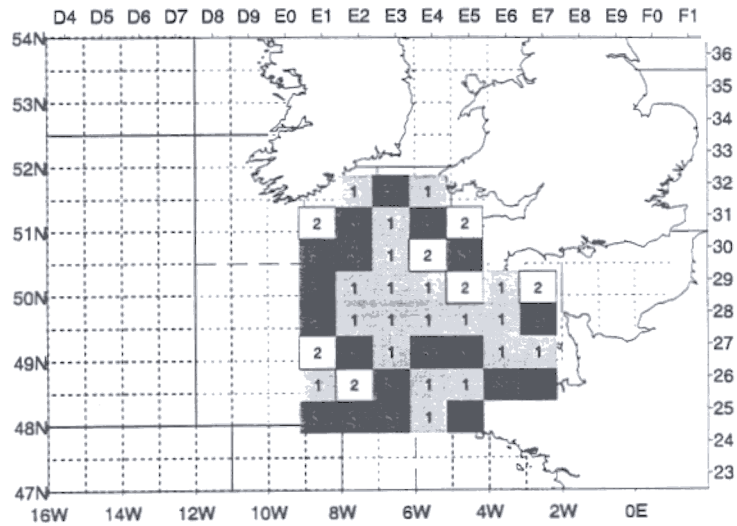 D4 D5 D6 D7 D8 D9 E0 E1 E2 E3 E4 E5 E6 E7 E8 E9 F0 F1
54N
36
35
53N
34
33
52N
32
1 1
31
2 1 2
51N
30
1 2
29
1 1 1 2 1 2
50N
28
1 1 1 1 1
27
2 1 1 1
49N
26
1 2 1 1
25
1
48N
24
23
47N
16W 14W 12W 10W 8W 6W 4W 2W 0E